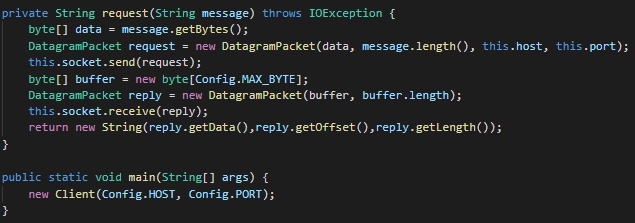 private String request(String message) throws IOException {
    byte[] data = message.getBytes();
    DatagramPacket request = new DatagramPacket(data, message.length(), this.host, this.port);
    this.socket.send(request);
    byte[] buffer = new byte[Config.MAX_BYTE];
    DatagramPacket reply = new DatagramPacket(buffer, buffer.length);
    this.socket.receive(reply);
    return new String(reply.getData(),reply.getOffset(),reply.getLength());
}

public static void main(String[] args) {
    new Client(Config.HOST, Config.PORT);
}